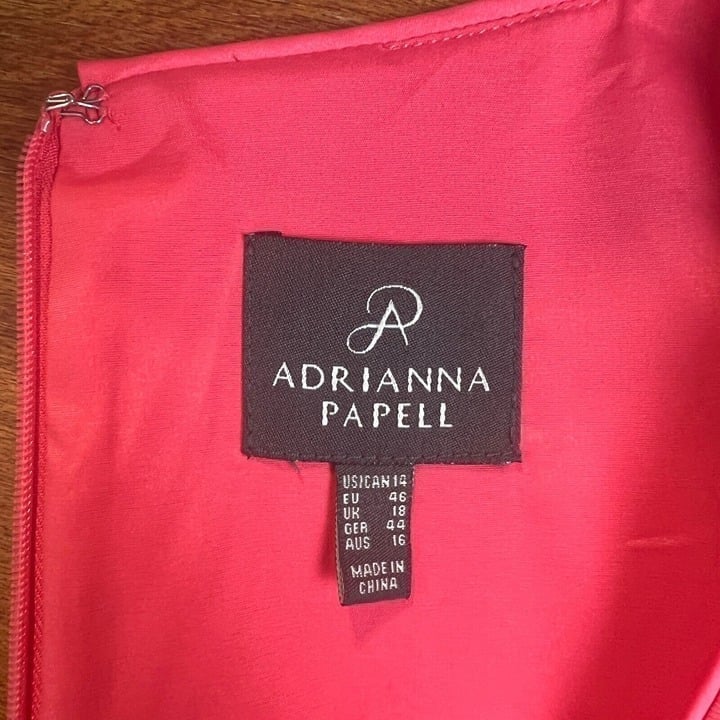 ADRIANNA
PAPELL
US/CAN 14
EU 46
UK 18
GER 44
AUS 16
MADE IN
CHINA